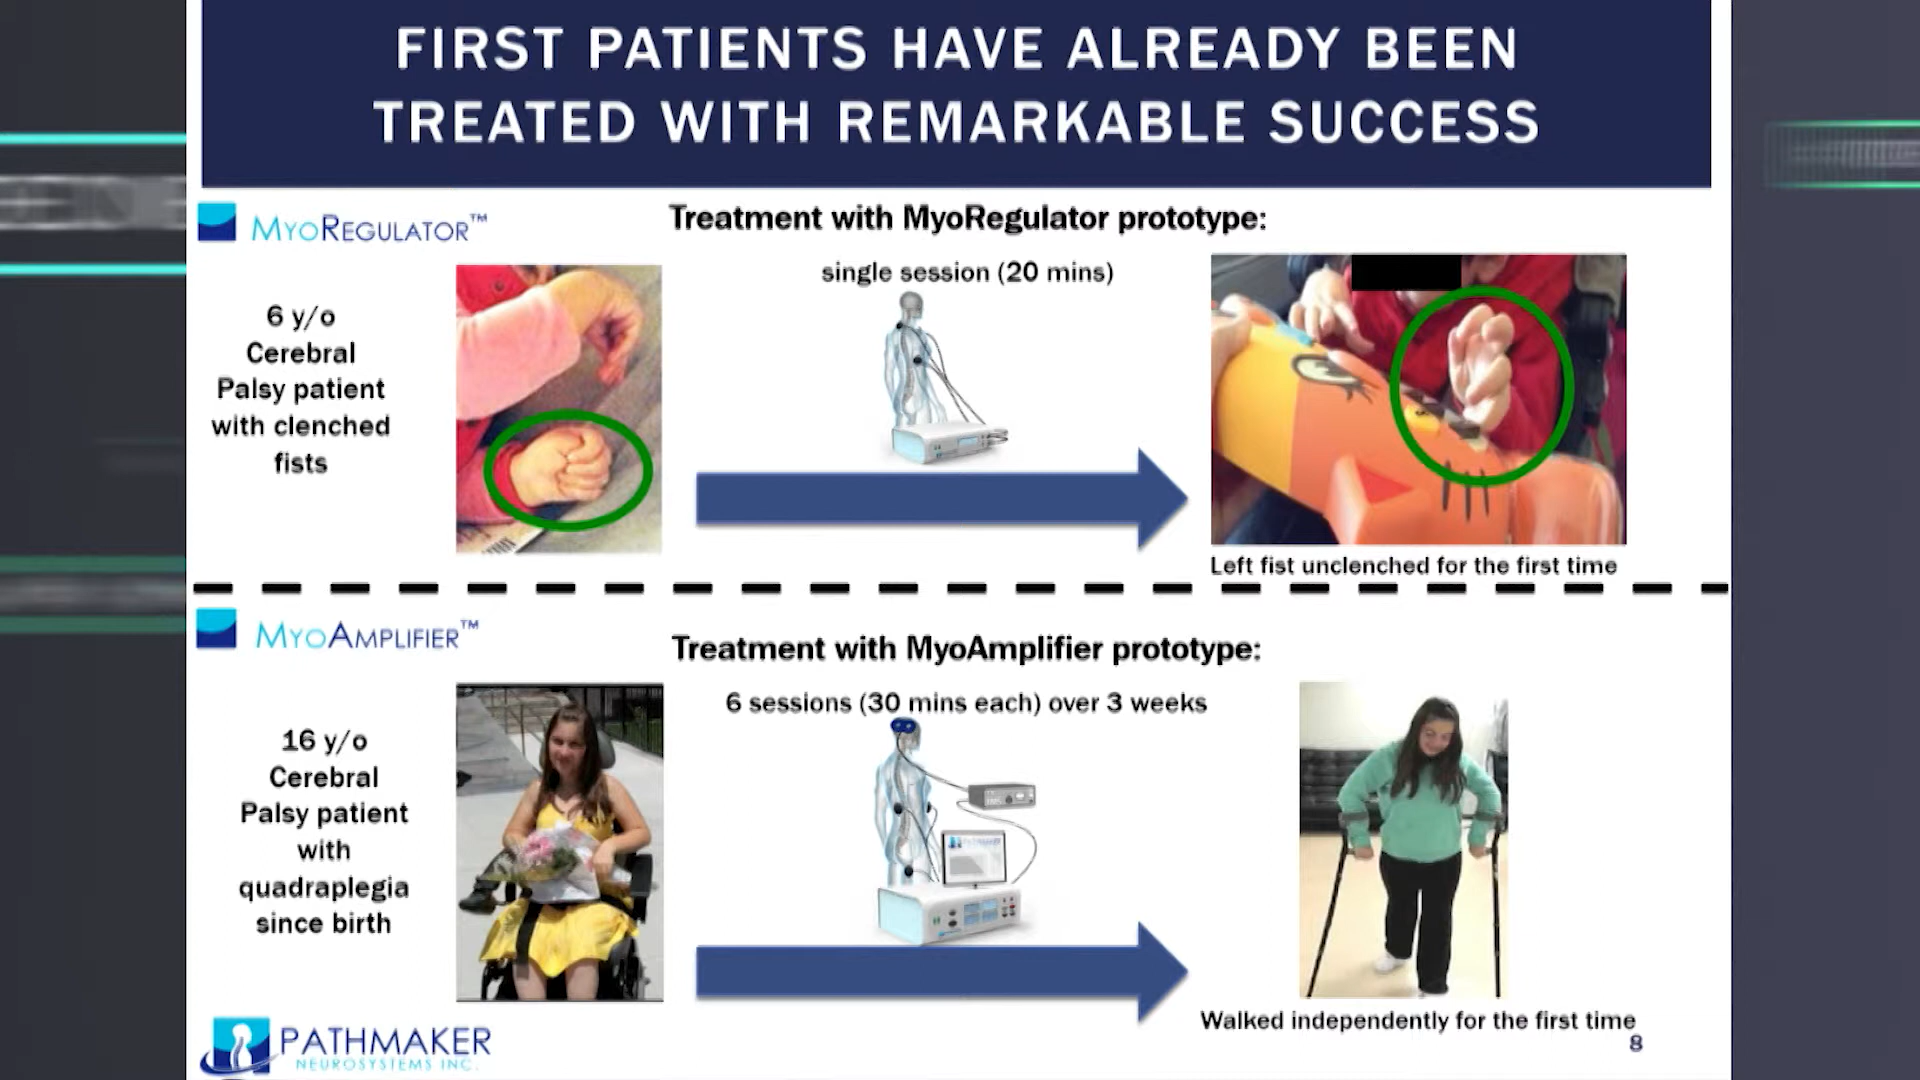 FIRST PATIENTS HAVE ALREADY BEEN
TREATED WITH REMARKABLE SUCCESS
MYOREGULATOR™
Treatment with MyoRegulator prototype:
single session (20 mins)
6 y/o
Cerebral
Palsy patient
with clenched
fists
Left fist unclenched for the first time
MYOAMPLIFIER™
Treatment with MyoAmplifier prototype:
6 sessions (30 mins each) over 3 weeks
16 y/o
Cerebral
Palsy patient
with
quadraplegia
since birth
PATHMAKER
Walked independently for the first time
PATHMAKER
NEUROSYSTEMS INC.
8